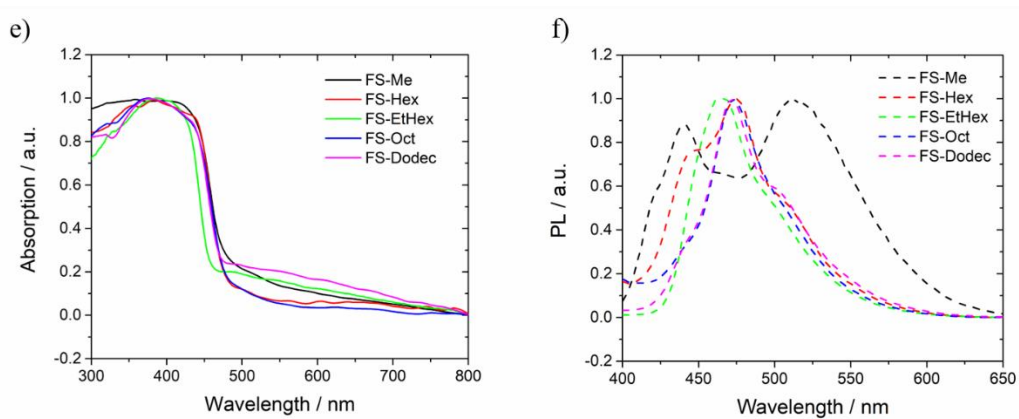 e)
f)
1.2
1.0
0.8
0.6
0.4
0.2
0.0
-0.2
Absorption / a.u.
300 400 500 600 700 800
Wavelength / nm
FS-Me
FS-Hex
FS-EtHex
FS-Oct
FS-Dodec
1.2
1.0
0.8
0.6
0.4
0.2
0.0
-0.2
PL / a.u.
400 450 500 550 600 650
Wavelength / nm
FS-Me
FS-Hex
FS-EtHex
FS-Oct
FS-Dodec